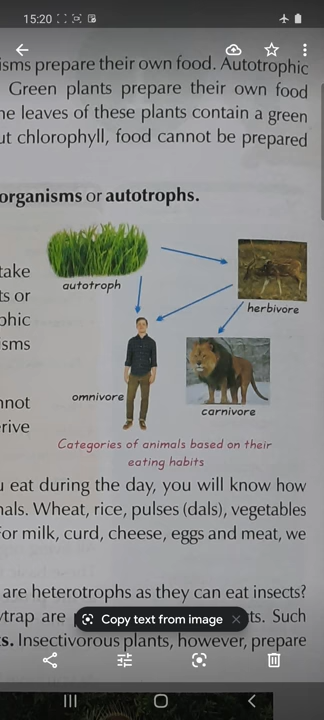 15:20
isms prepare their own food. Autotrophic
Green plants prepare their own food
he leaves of these plants contain a green
ut chlorophyll, food cannot be prepared
organisms or autotrophs.
take
ts or
phic
isms
nnot
erive
autotroph
herbivore
omnivore
carnivore
Categories of animals based on their
eating habits
u eat during the day, you will know how
nals. Wheat, rice, pulses (dals), vegetables
For milk, curd, cheese, eggs and meat, we
are heterotrophs as they can eat insects?
ytrap are
ts. Such
Copy text from image
s. Insectivorous plants, however, prepare